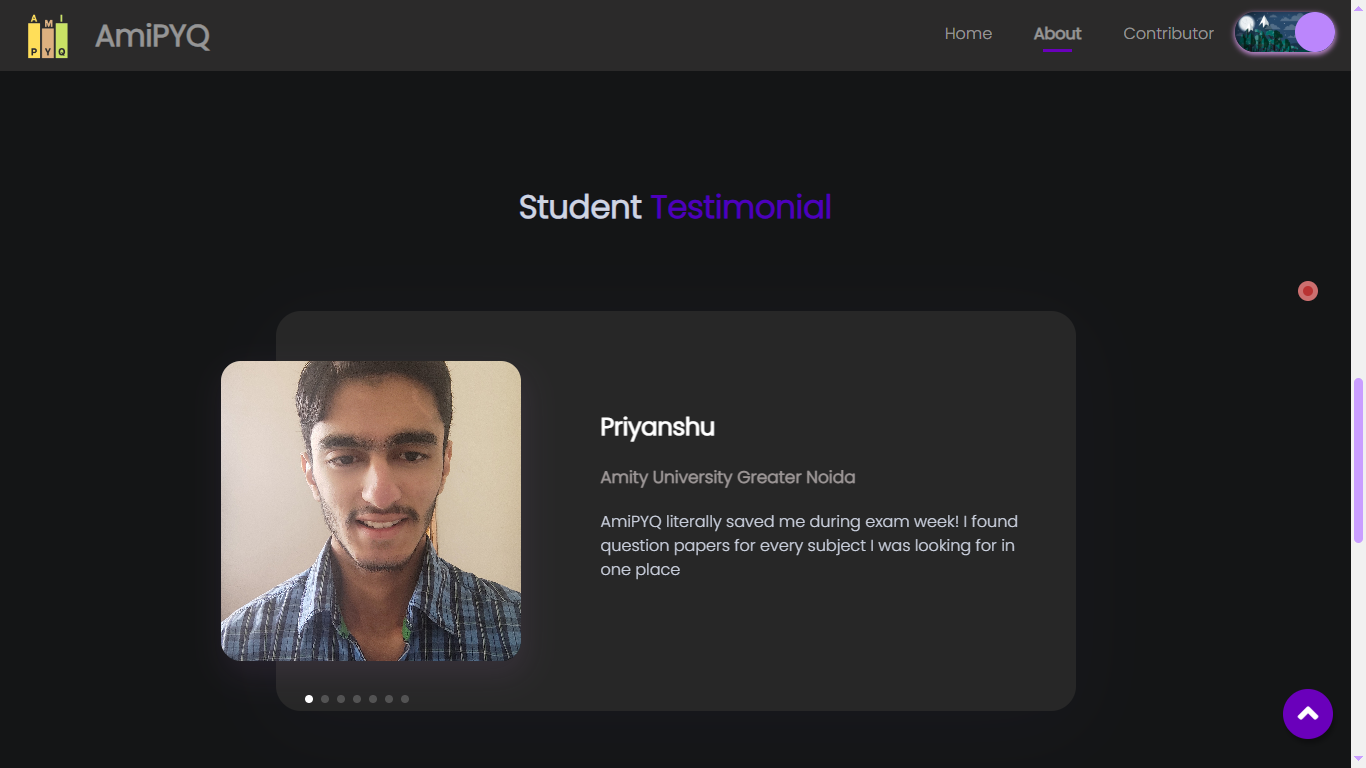 A M I
P Y Q
AmiPYQ
Home
About
Contributor
Student Testimonial
Priyanshu
Amity University Greater Noida
AmiPYQ literally saved me during exam week! I found
question papers for every subject I was looking for in
one place